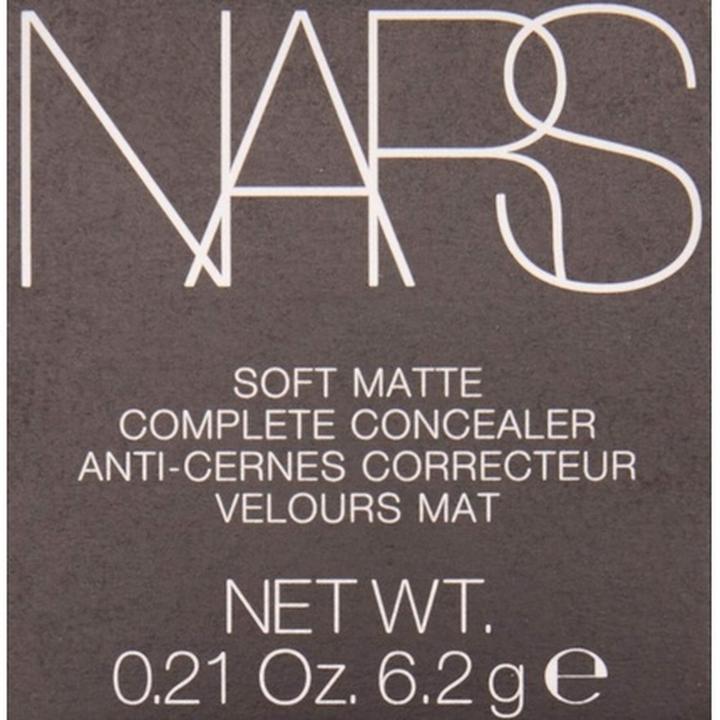 NARS
SOFT MATTE
COMPLETE CONCEALER
ANTI-CERNES CORRECTEUR
VELOURS MAT
NET WT.
0.21 Oz. 6.2 g ℮